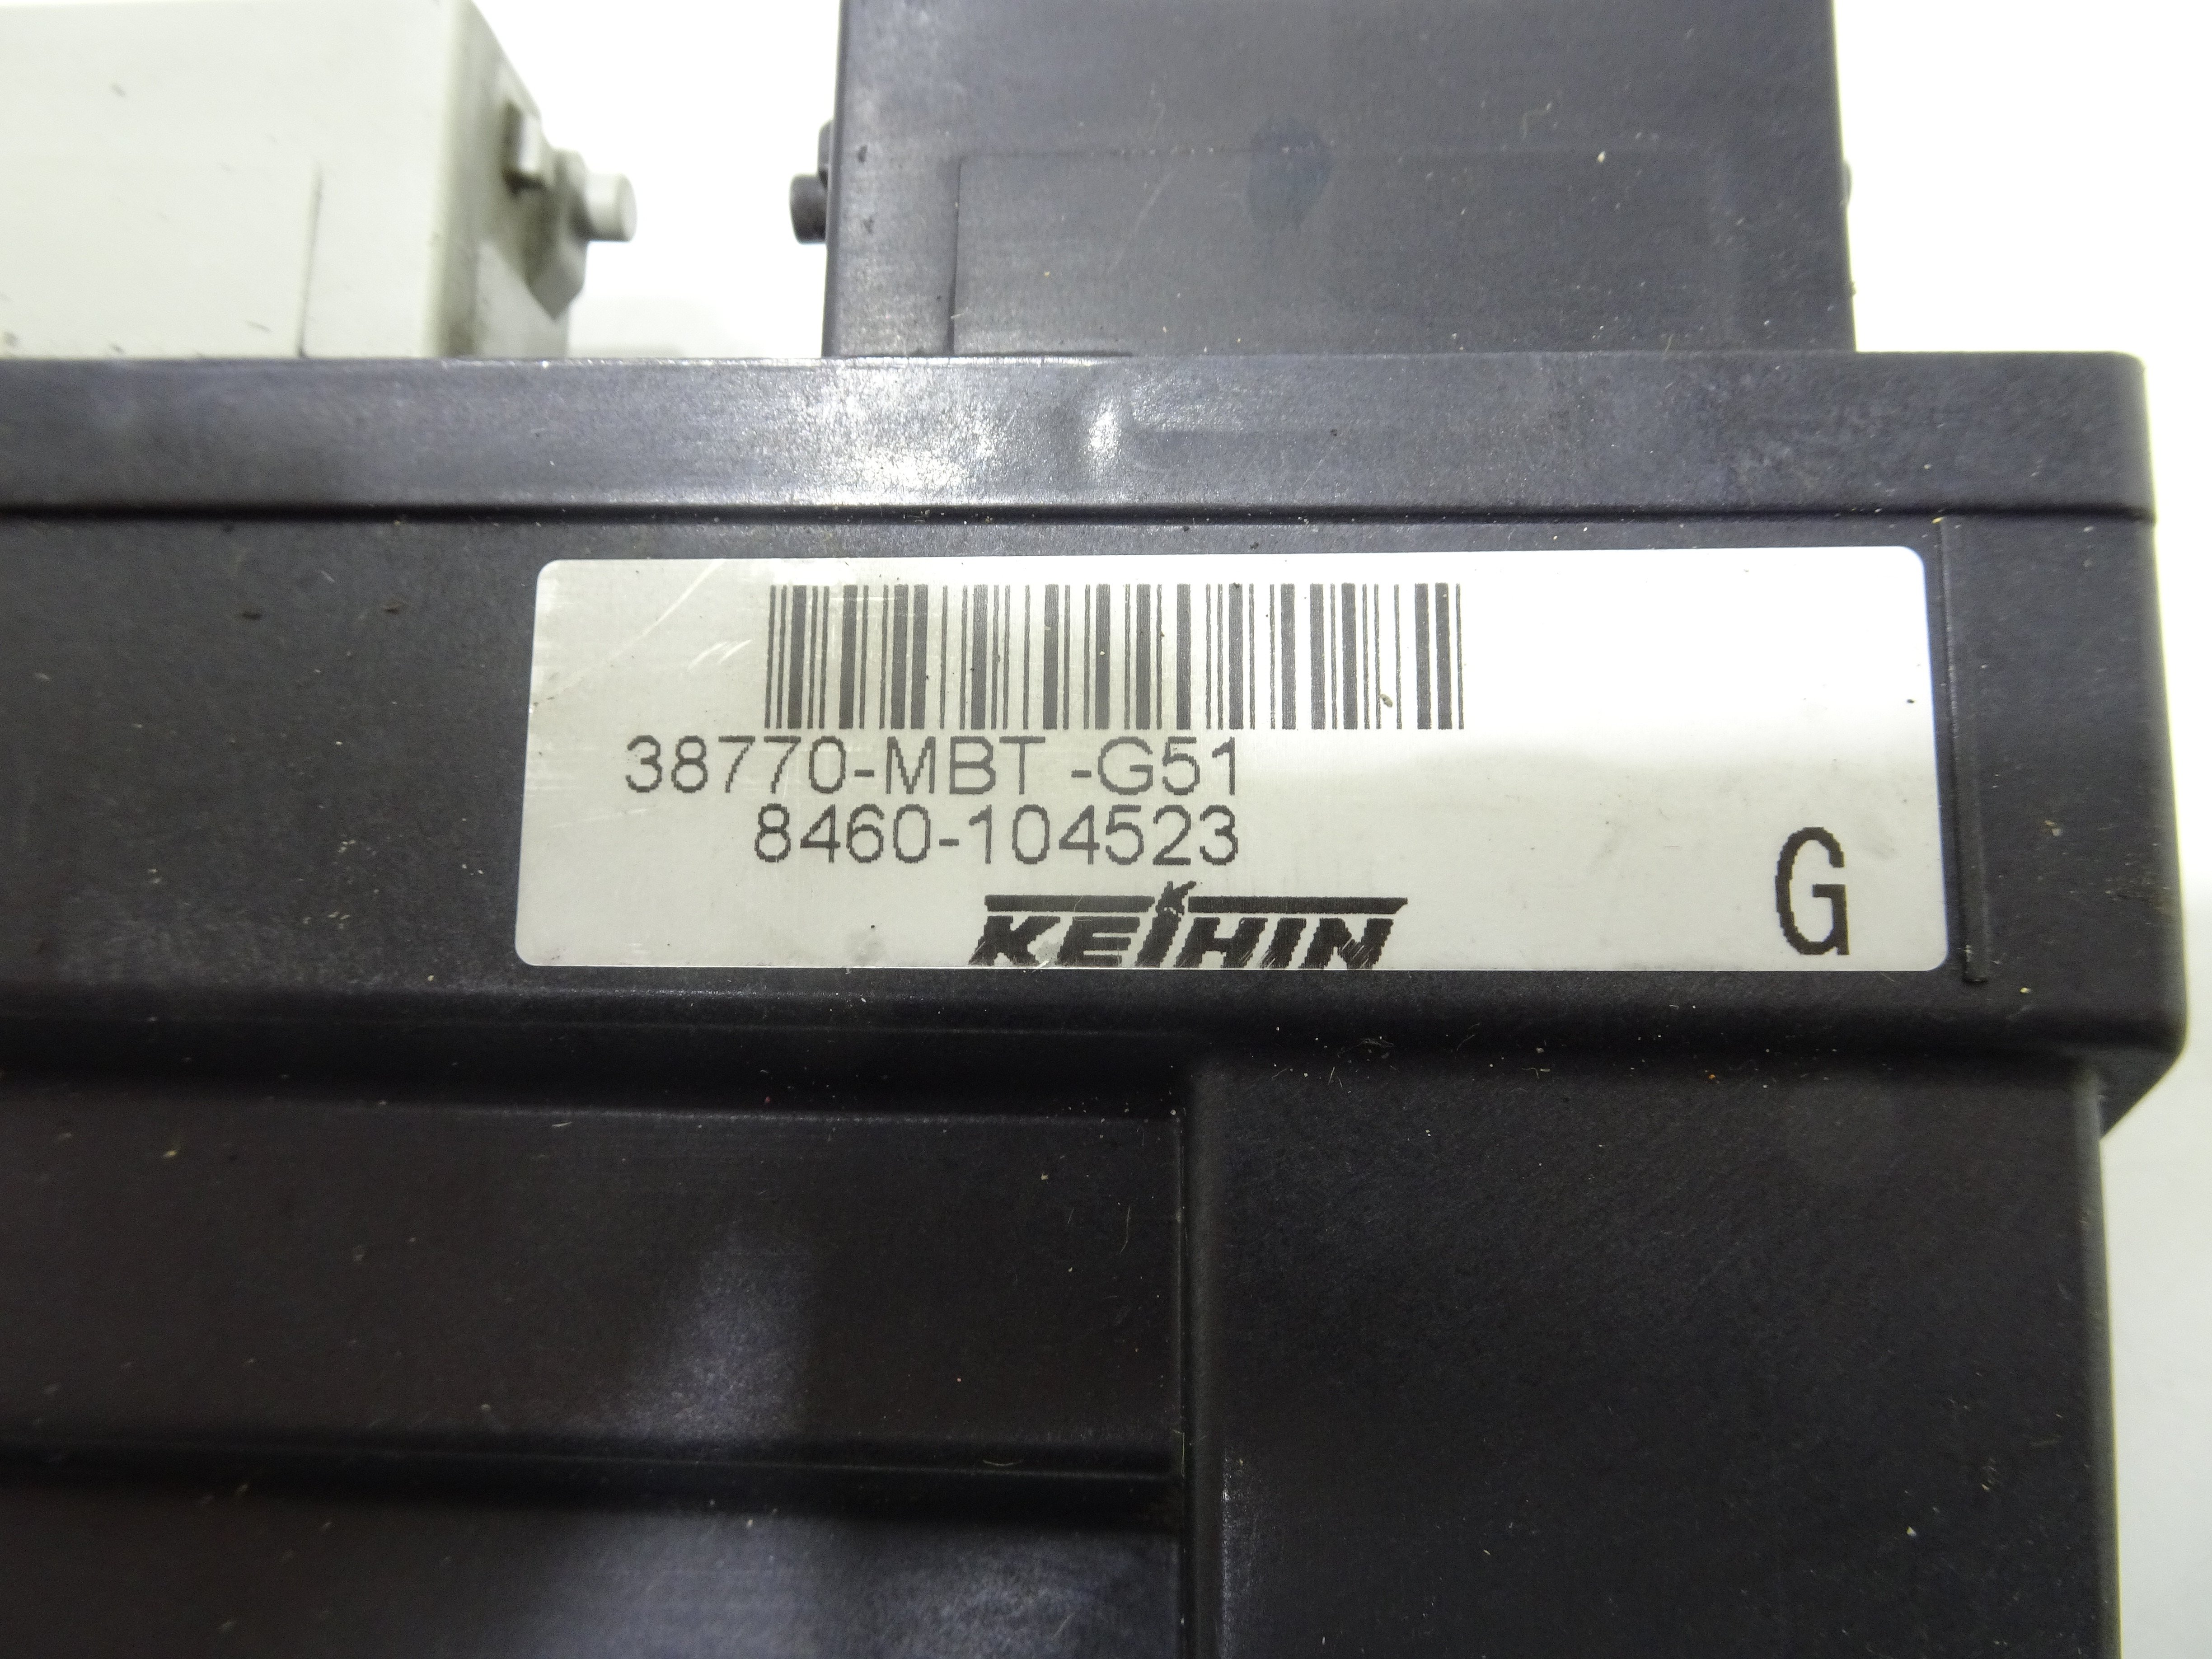 38770-MBT -G51
8460-104523
KEIHIN
G